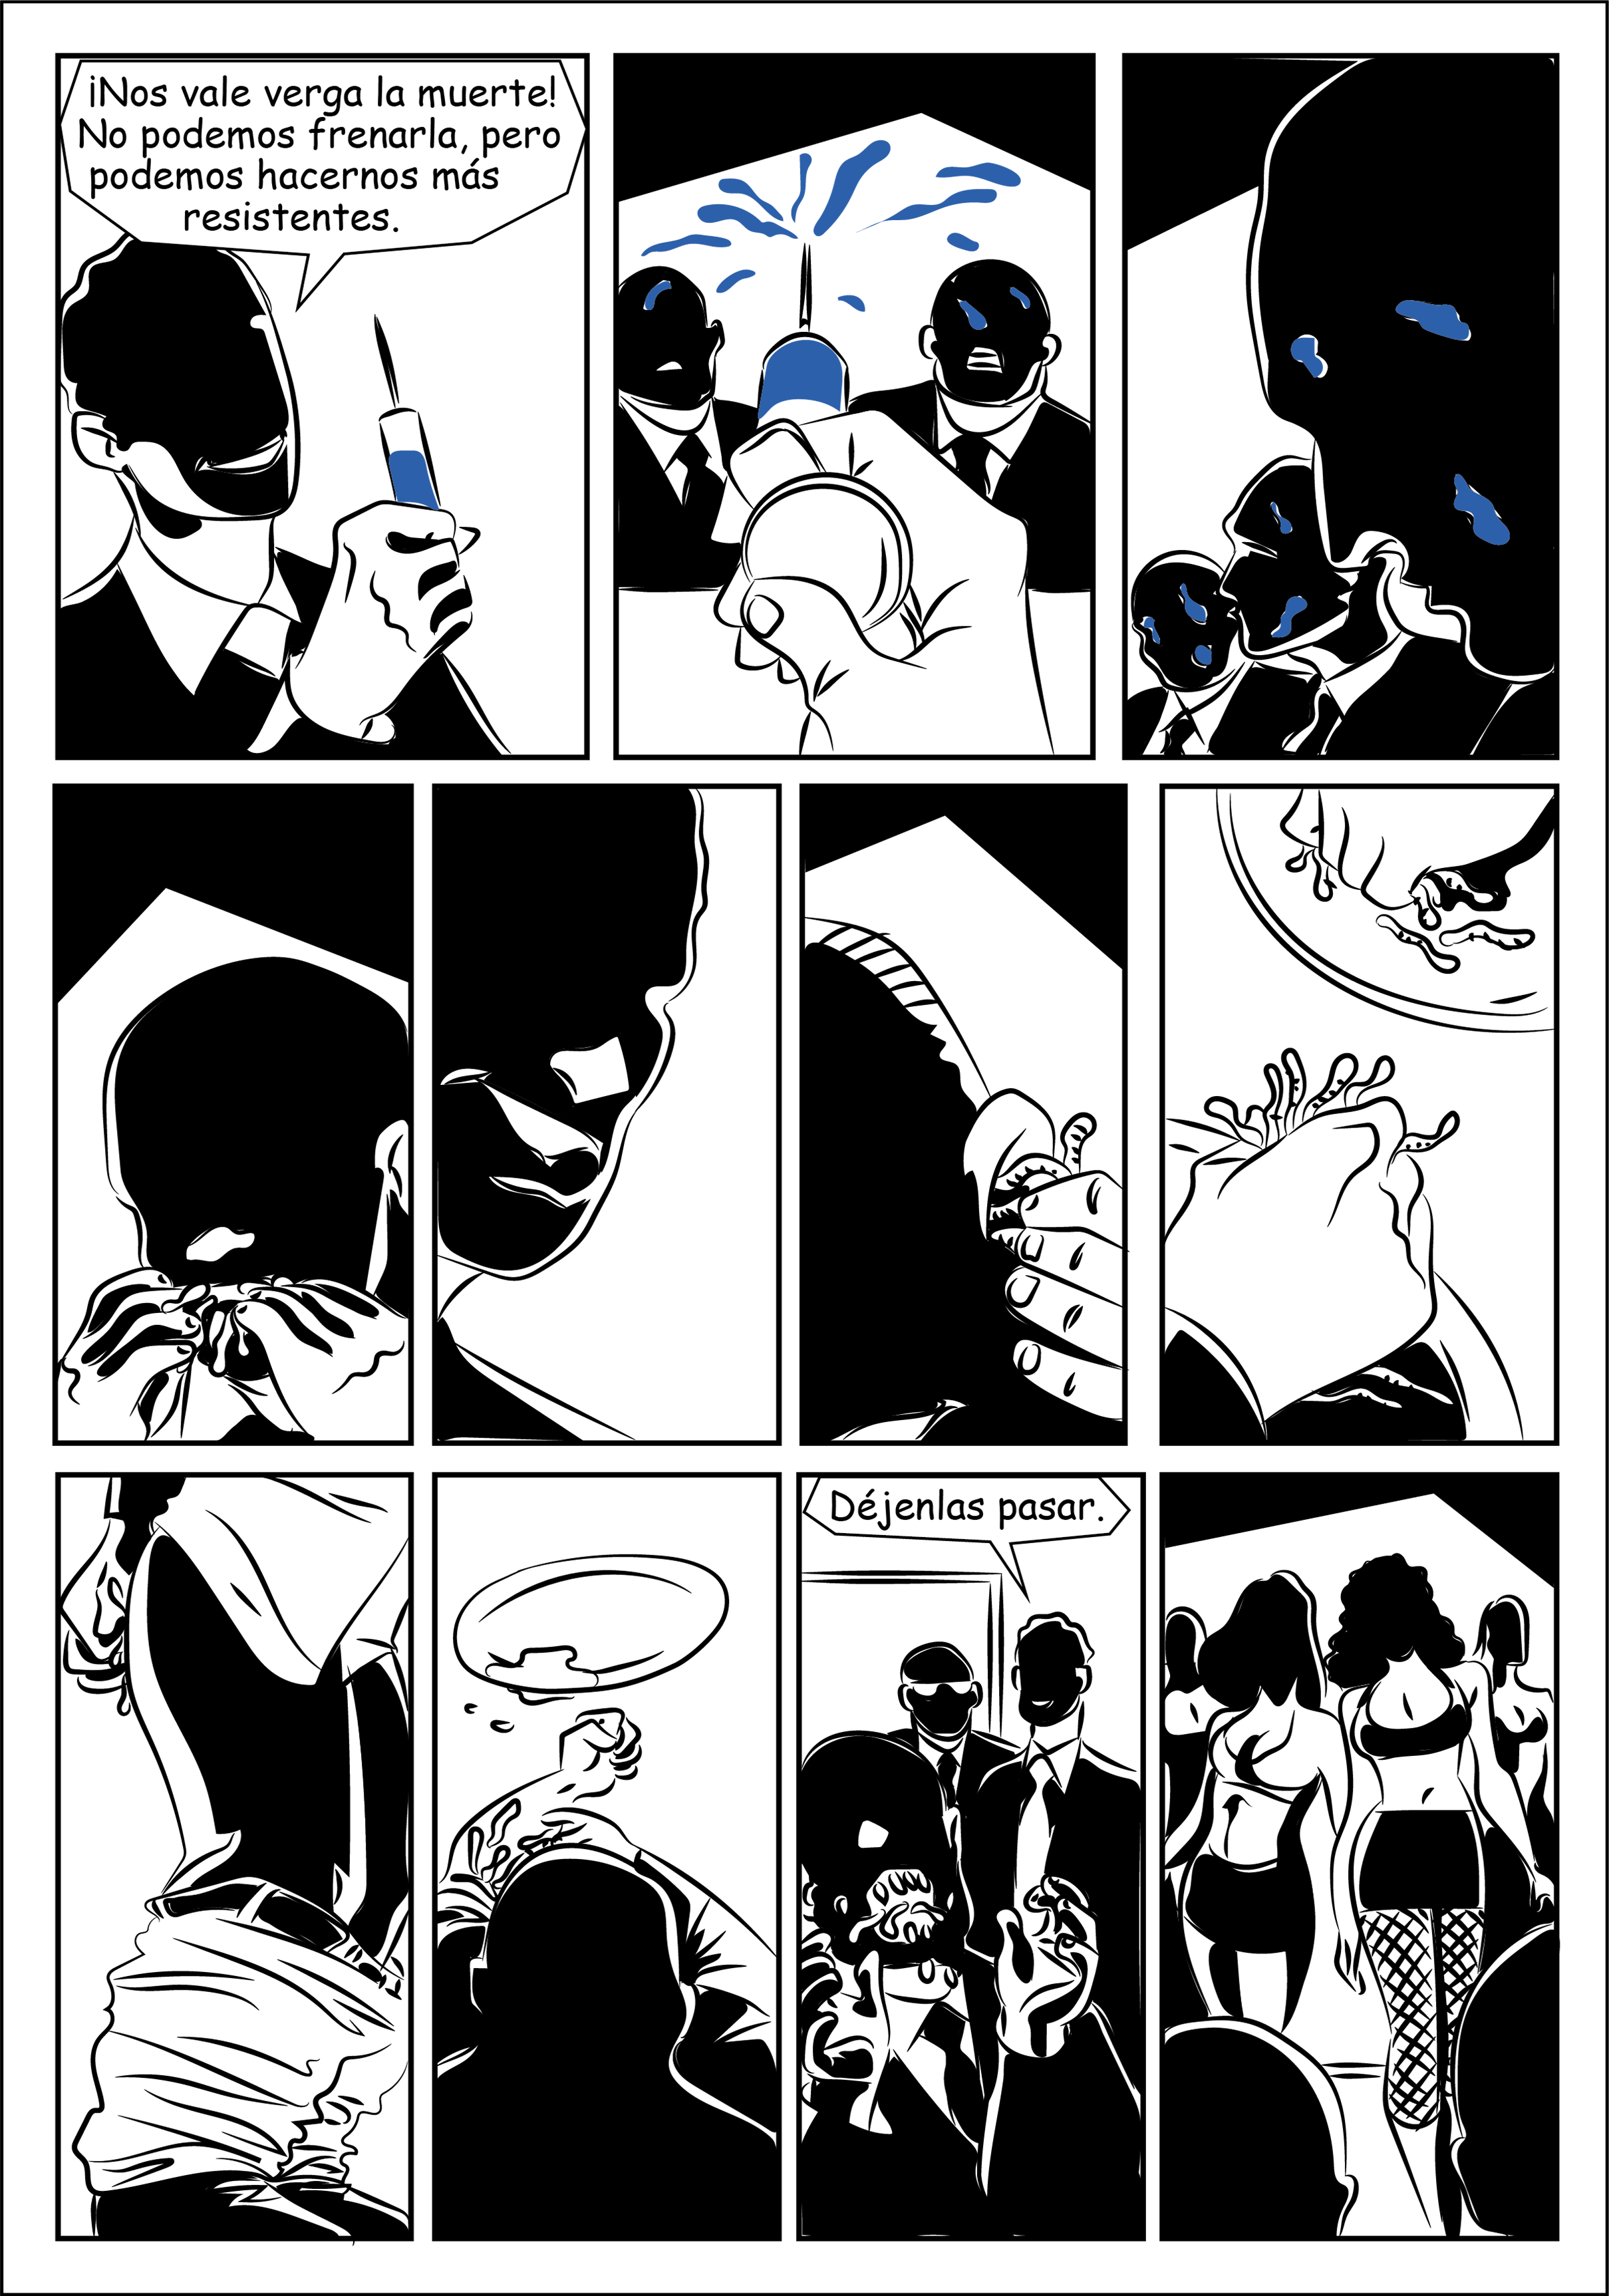 ¡Nos vale verga la muerte!
No podemos frenarla, pero
podemos hacernos más
resistentes.
Déjenlas pasar.